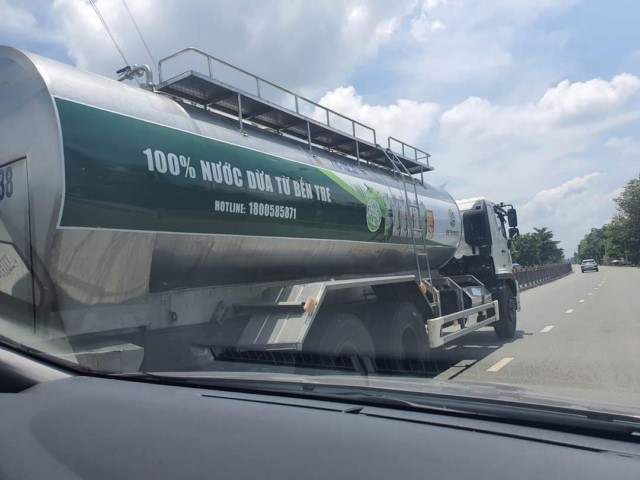 100% NƯỚC DỪA TỪ BẾN TRE
HOTLINE: 1800585871